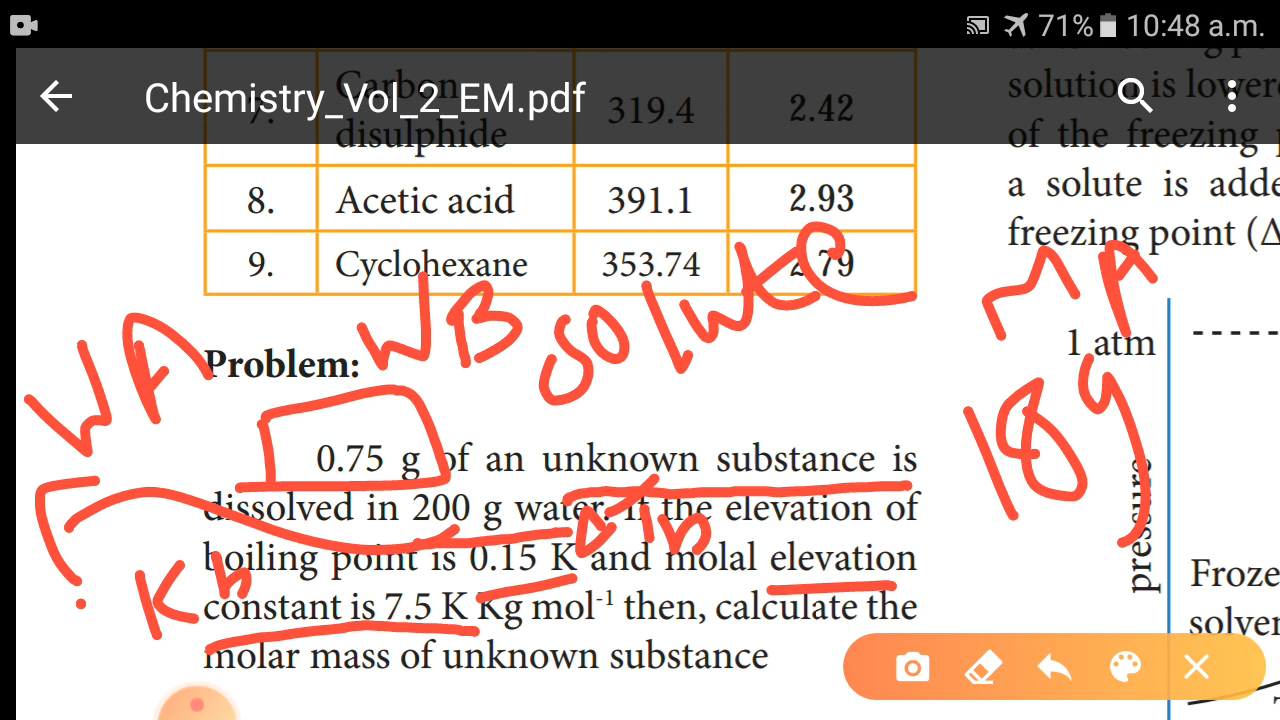 71% 10:48 a.m.
Chemistry_Vol_2_EM.pdf
7. Carbon disulphide 319.4 2.42
8. Acetic acid 391.1 2.93
9. Cyclohexane 353.74 2.79
WA
WB solute
Problem:
0.75 g of an unknown substance is
dissolved in 200 g water. If the elevation of
ΔTb
boiling point is 0.15 K and molal elevation
Kb
constant is 7.5 K Kg mol-1 then, calculate the
molar mass of unknown substance
solution is lower
of the freezing
a solute is adde
freezing point (Δ
MA
1 atm
18 g
pressure
Froze
solven